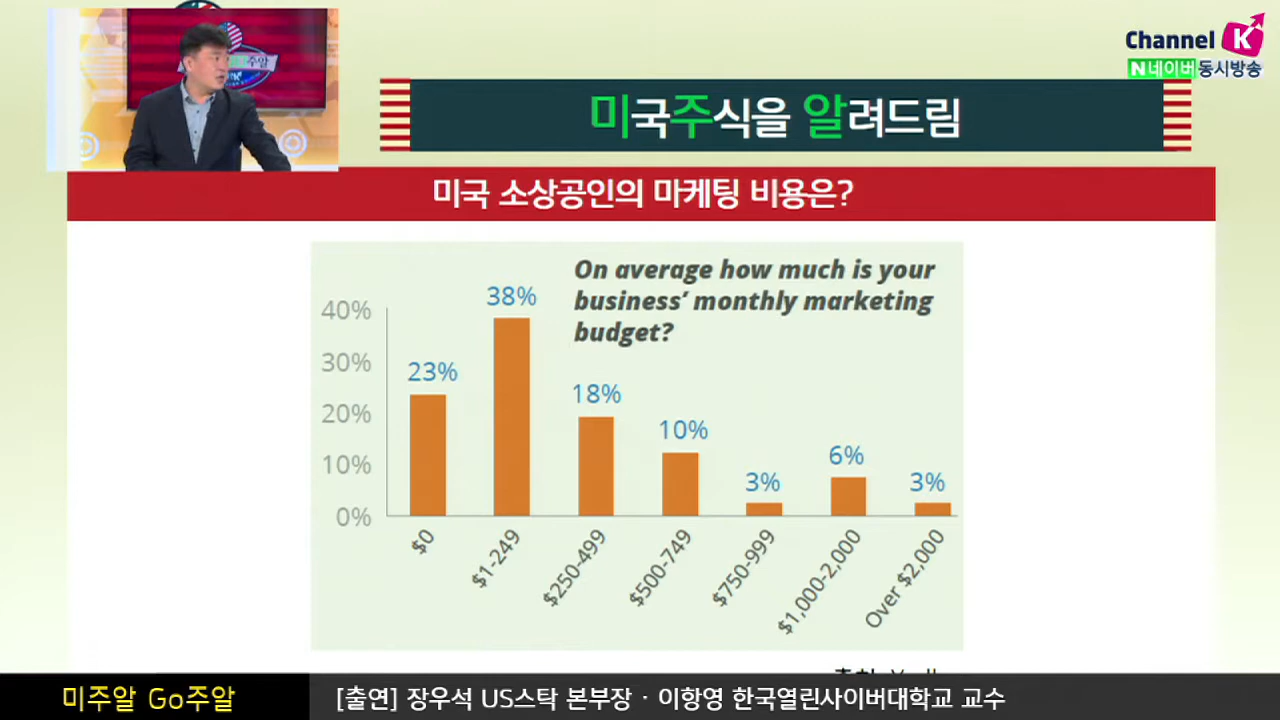 Channel K
N네이버 동시방송
주알
미국주식을 알려드림
미국 소상공인의 마케팅 비용은?
On average how much is your
business’ monthly marketing
budget?
40%
30%
20%
10%
0%
23%
38%
18%
10%
3%
6%
3%
$0
$1-249
$250-499
$500-749
$750-999
$1,000-2,000
Over $2,000
미주알 Go주알
[출연] 장우석 US스탁 본부장 · 이항영 한국열린사이버대학교 교수